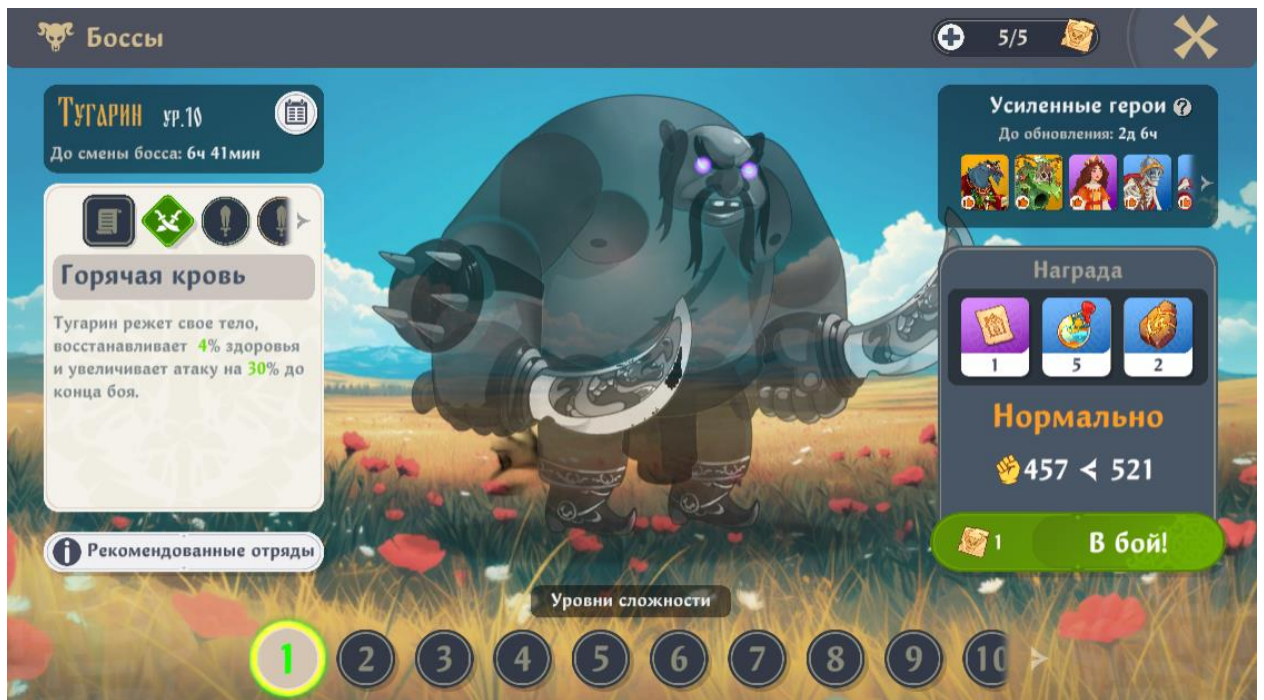 Боссы
5/5
Тугарин ур.10
До смены босса: 6ч 41мин
Горячая кровь
Тугарин режет свое тело,
восстанавливает 4% здоровья
и увеличивает атаку на 30% до
конца боя.
Рекомендованные отряды
Усиленные герои ?
До обновления: 2д 6ч
Награда
1
5
2
Нормально
457 < 521
1 В бой!
Уровни сложности
1 2 3 4 5 6 7 8 9 10